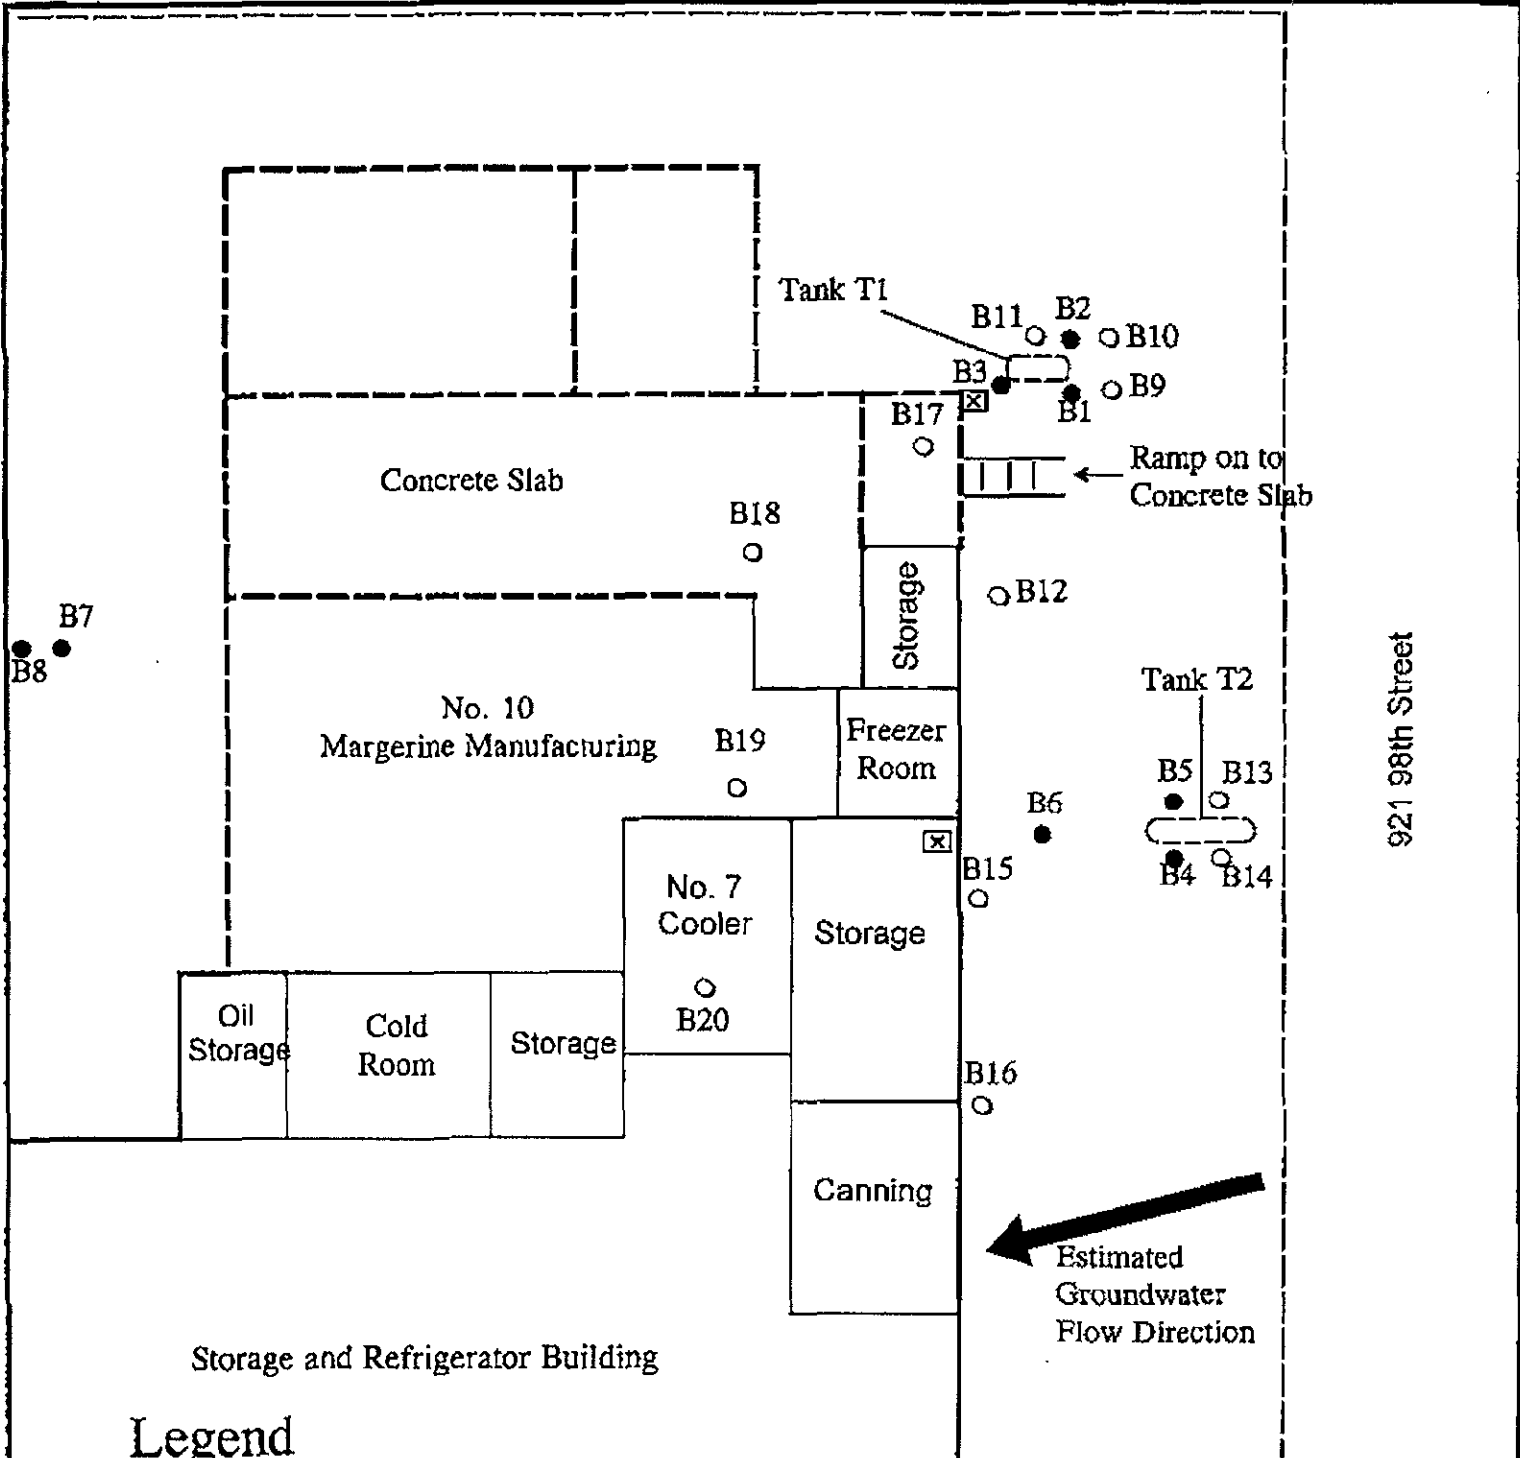 Tank T1
B11
B2
B10
B3
B1
B9
B17
Ramp on to
Concrete Slab
Concrete Slab
B18
Storage
B12
B7
B8
No. 10
Margerine Manufacturing
B19
Freezer
Room
Tank T2
B5
B13
B6
B4
B14
921 98th Street
B15
No. 7
Cooler
Storage
B20
Oil
Storage
Cold
Room
Storage
B16
Canning
Estimated
Groundwater
Flow Direction
Storage and Refrigerator Building
Legend